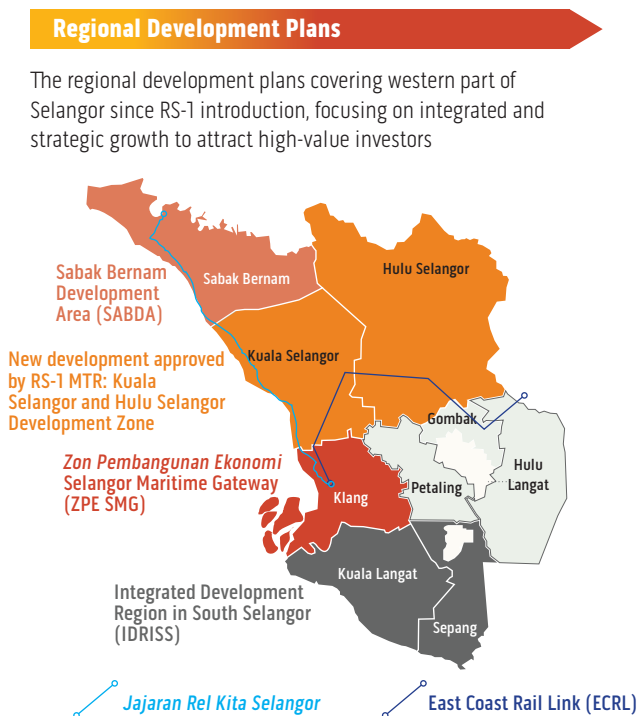 Regional Development Plans
The regional development plans covering western part of
Selangor since RS-1 introduction, focusing on integrated and
strategic growth to attract high-value investors
Sabak Bernam
Development
Area (SABDA)
Sabak Bernam
Hulu Selangor
New development approved
by RS-1 MTR: Kuala
Selangor and Hulu Selangor
Development Zone
Kuala Selangor
Gombak
Zon Pembangunan Ekonomi
Selangor Maritime Gateway
(ZPE SMG)
Klang
Petaling
Hulu
Langat
Integrated Development
Region in South Selangor
(IDRISS)
Kuala Langat
Sepang
Jajaran Rel Kita Selangor
East Coast Rail Link (ECRL)